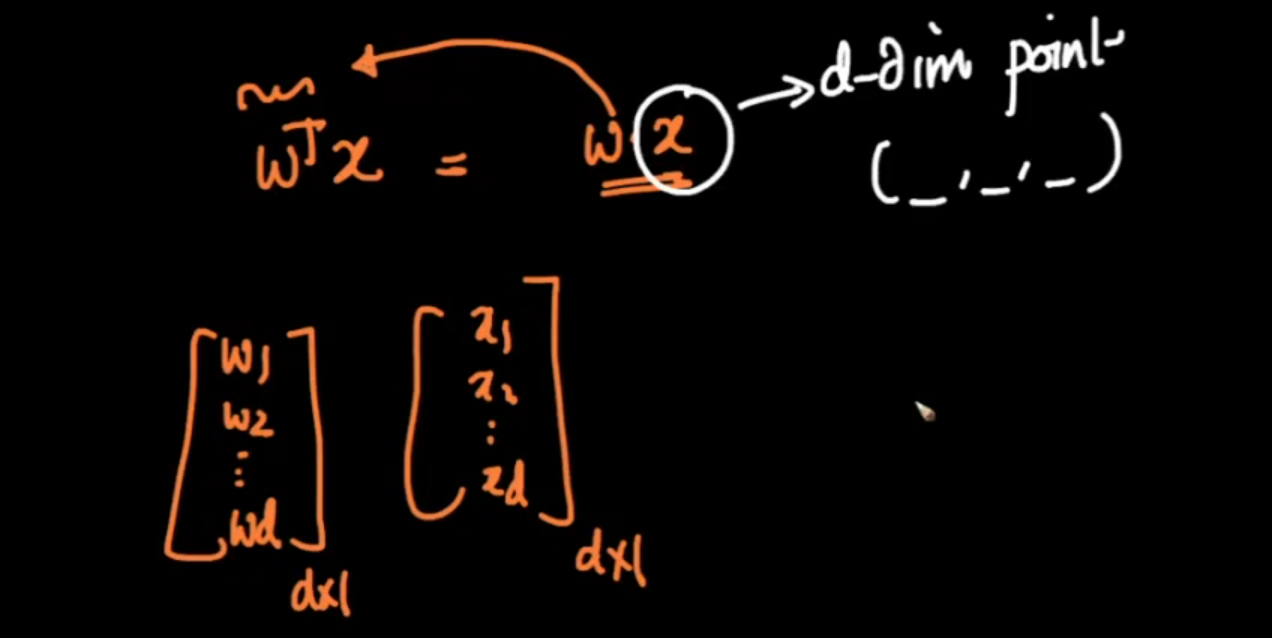 wᵀx = w·x → d-dim point
(_,_,_)
[w1 w2 ⋮ wd] dx1
[x1 x2 ⋮ xd] dx1